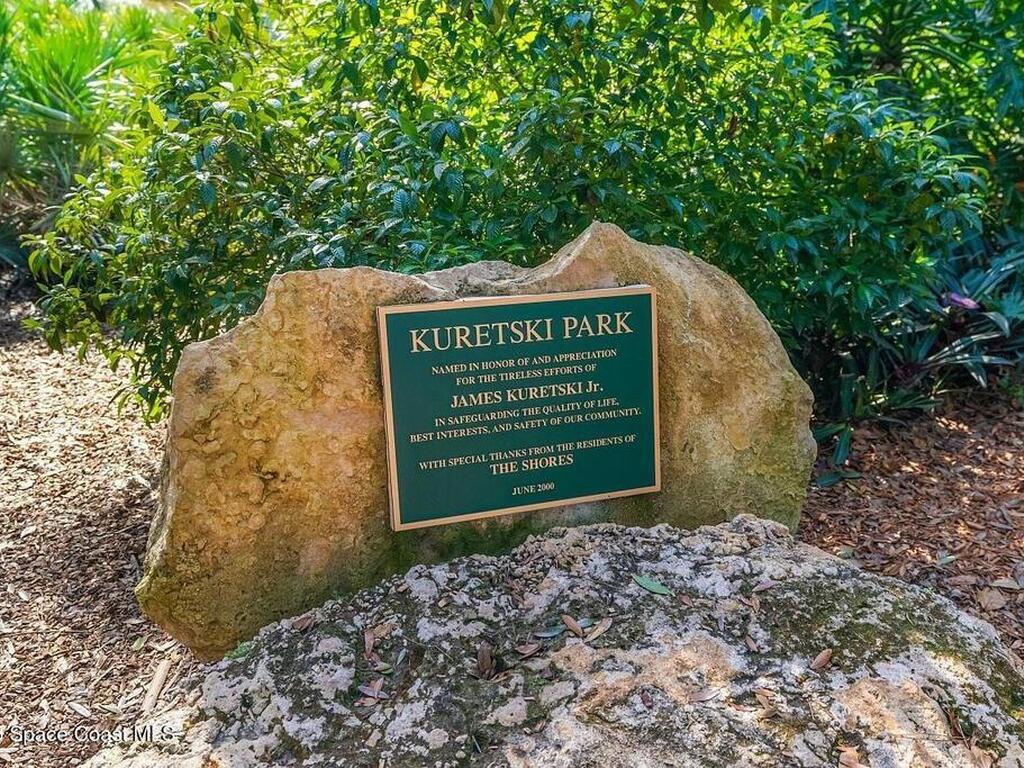 KURETSKI PARK
NAMED IN HONOR OF AND APPRECIATION
FOR THE TIRELESS EFFORTS OF
JAMES KURETSKI Jr.
IN SAFEGUARDING THE QUALITY OF LIFE,
BEST INTERESTS, AND SAFETY OF OUR COMMUNITY.
WITH SPECIAL THANKS FROM THE RESIDENTS OF
THE SHORES
JUNE 2000
Space Coast MLS